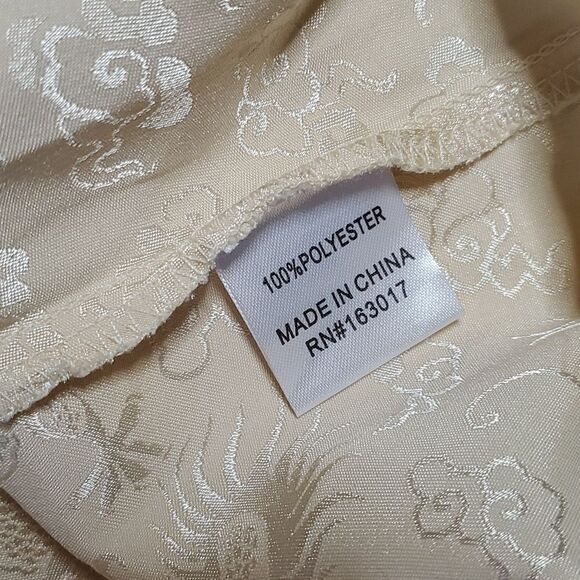 100%POLYESTER
MADE IN CHINA
RN#163017